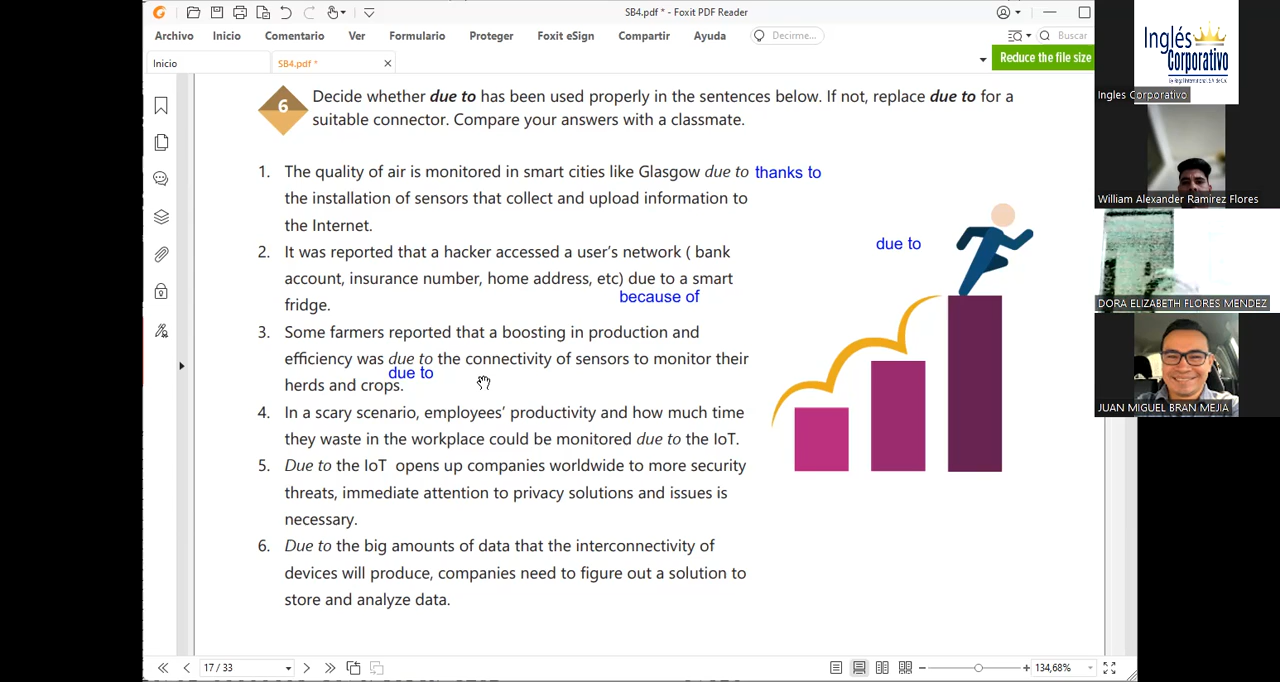 SB4.pdf * - Foxit PDF Reader
Archivo Inicio Comentario Ver Formulario Proteger Foxit eSign Compartir Ayuda Decirme... Buscar
Inicio SB4.pdf * Reduce the file size
6 Decide whether due to has been used properly in the sentences below. If not, replace due to for a
suitable connector. Compare your answers with a classmate.
1. The quality of air is monitored in smart cities like Glasgow due to thanks to
the installation of sensors that collect and upload information to
the Internet.
due to
2. It was reported that a hacker accessed a user's network ( bank
account, insurance number, home address, etc) due to a smart
because of
fridge.
3. Some farmers reported that a boosting in production and
efficiency was due to the connectivity of sensors to monitor their
due to
herds and crops.
4. In a scary scenario, employees' productivity and how much time
they waste in the workplace could be monitored due to the IoT.
5. Due to the IoT opens up companies worldwide to more security
threats, immediate attention to privacy solutions and issues is
necessary.
6. Due to the big amounts of data that the interconnectivity of
devices will produce, companies need to figure out a solution to
store and analyze data.
17 / 33 134,68%
Inglés
Corporativo
Ingles Corporativo
William Alexander Ramirez Flores
DORA ELIZABETH FLORES MENDEZ
JUAN MIGUEL BRAN MEJIA